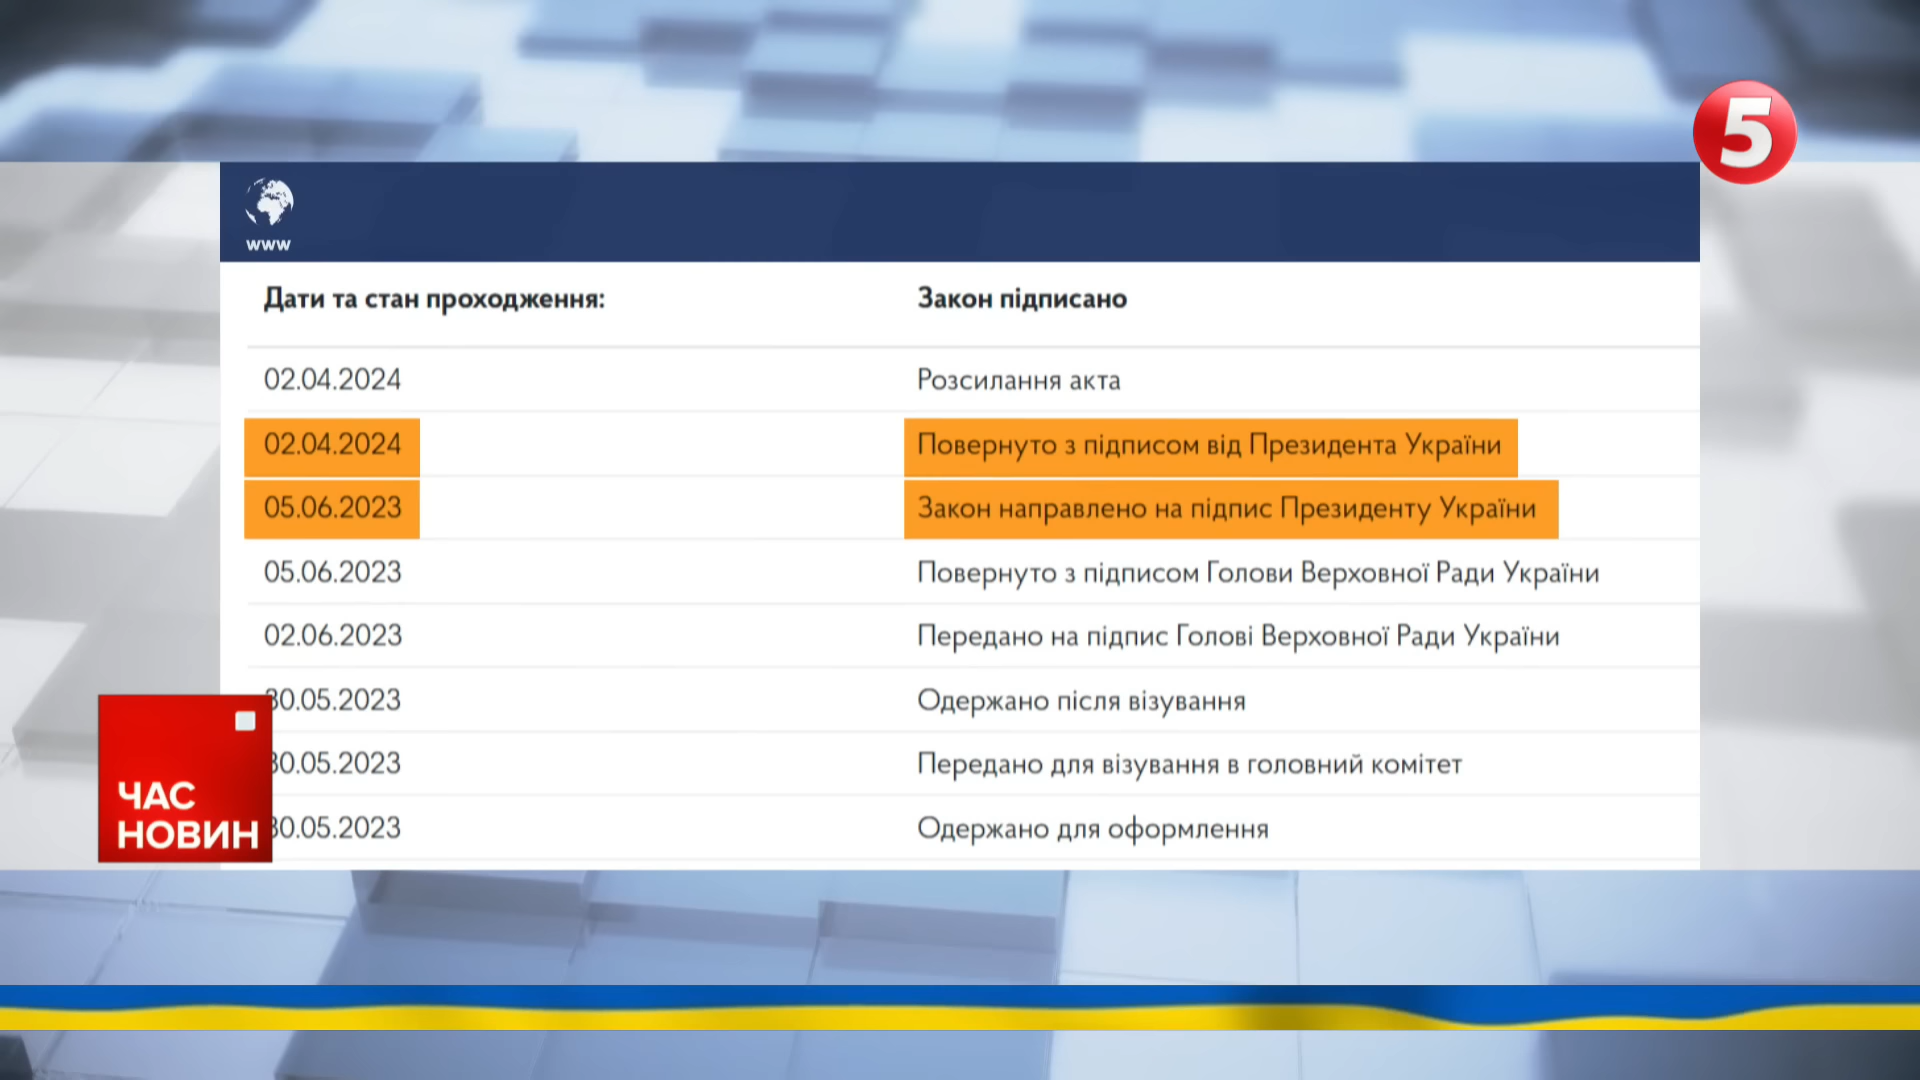 5
www
Дати та стан проходження: Закон підписано
02.04.2024 Розсилання акта
02.04.2024 Повернуто з підписом від Президента України
05.06.2023 Закон направлено на підпис Президенту України
05.06.2023 Повернуто з підписом Голови Верховної Ради України
02.06.2023 Передано на підпис Голові Верховної Ради України
30.05.2023 Одержано після візування
30.05.2023 Передано для візування в головний комітет
30.05.2023 Одержано для оформлення
ЧАС
НОВИН